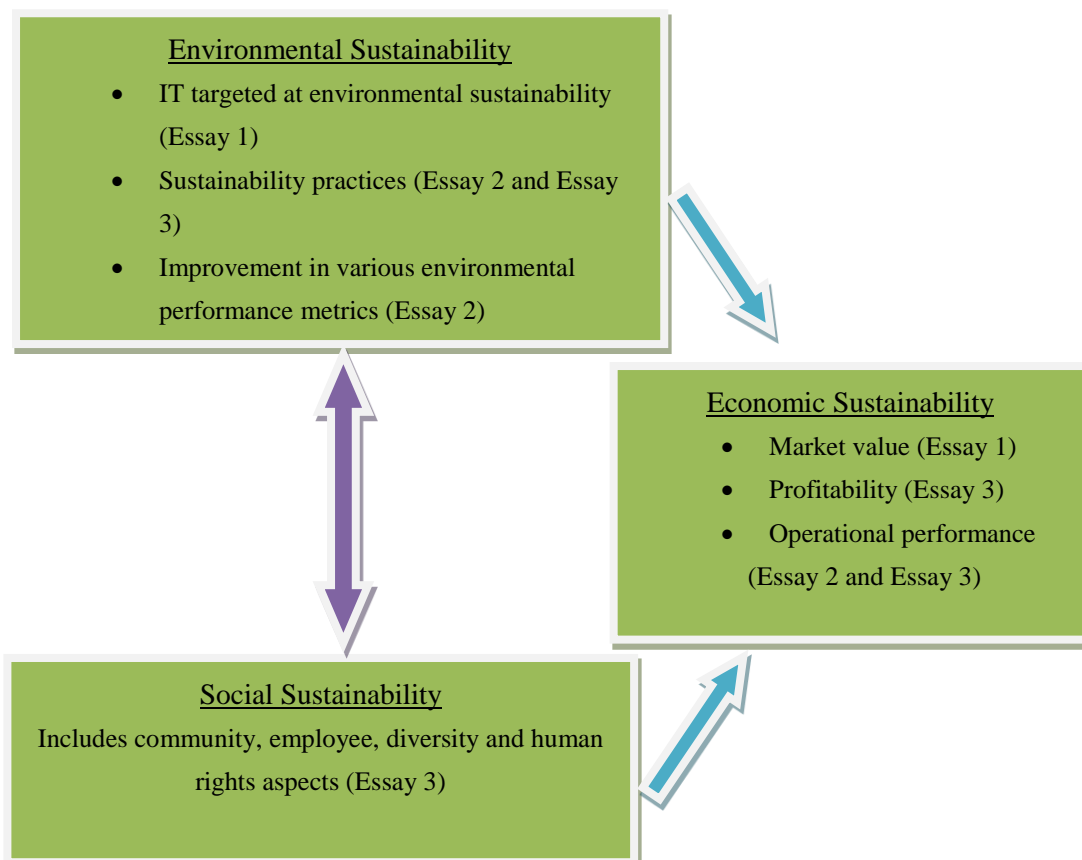 Environmental Sustainability
• IT targeted at environmental sustainability
(Essay 1)
• Sustainability practices (Essay 2 and Essay
3)
• Improvement in various environmental
performance metrics (Essay 2)
Economic Sustainability
• Market value (Essay 1)
• Profitability (Essay 3)
• Operational performance
(Essay 2 and Essay 3)
Social Sustainability
Includes community, employee, diversity and human
rights aspects (Essay 3)